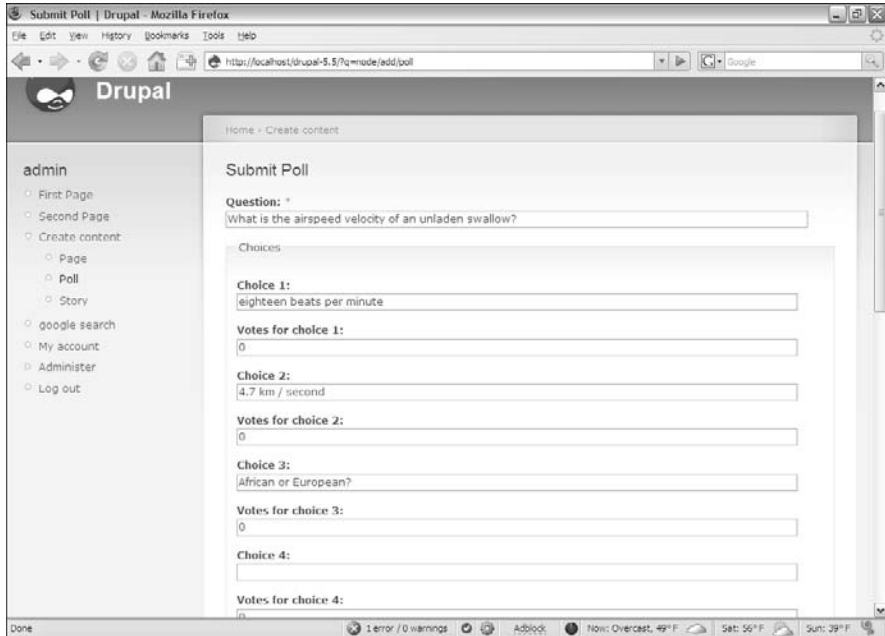 Submit Poll | Drupal - Mozilla Firefox
File Edit View History Bookmarks Tools Help
http://localhost/drupal-5.5/?q=node/add/poll
Google
Drupal
Home » Create content
admin
First Page
Second Page
Create content
Page
Poll
Story
google search
My account
Administer
Log out
Submit Poll
Question: *
What is the airspeed velocity of an unladen swallow?
Choices
Choice 1:
eighteen beats per minute
Votes for choice 1:
0
Choice 2:
4.7 km / second
Votes for choice 2:
0
Choice 3:
African or European?
Votes for choice 3:
0
Choice 4:
Votes for choice 4:
0
Done
1 error / 0 warnings
Adblock
Now: Overcast, 49° F
Sat: 56° F
Sun: 39° F